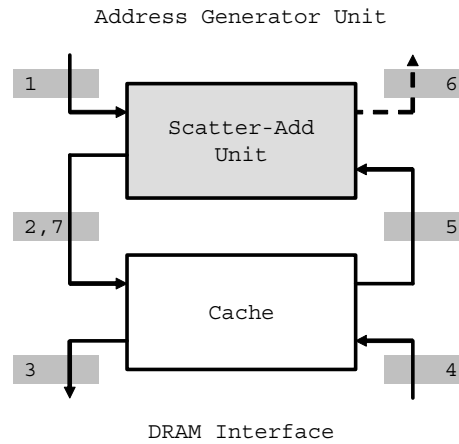 Address Generator Unit
1
6
Scatter-Add
Unit
2,7
5
Cache
3
4
DRAM Interface